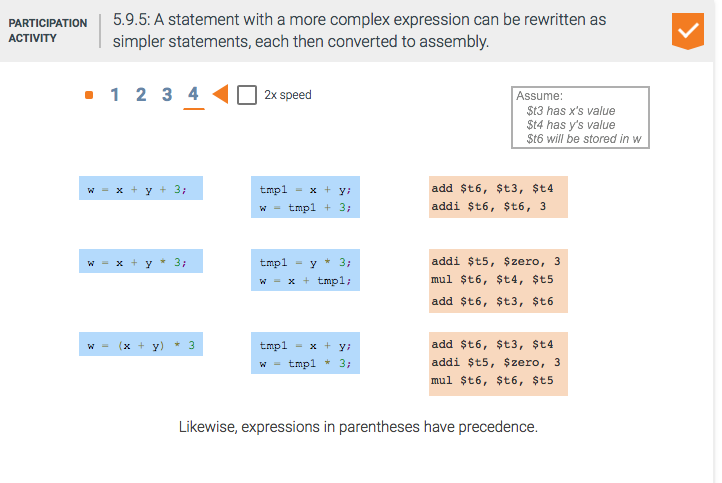 PARTICIPATION
ACTIVITY
5.9.5: A statement with a more complex expression can be rewritten as
simpler statements, each then converted to assembly.
1 2 3 4 2x speed
Assume:
$t3 has x's value
$t4 has y's value
$t6 will be stored in w
w = x + y + 3;
tmp1 = x + y;
w = tmp1 + 3;
add $t6, $t3, $t4
addi $t6, $t6, 3
w = x + y * 3;
tmp1 = y * 3;
w = x + tmp1;
addi $t5, $zero, 3
mul $t6, $t4, $t5
add $t6, $t3, $t6
w = (x + y) * 3
tmp1 = x + y;
w = tmp1 * 3;
add $t6, $t3, $t4
addi $t5, $zero, 3
mul $t6, $t6, $t5
Likewise, expressions in parentheses have precedence.